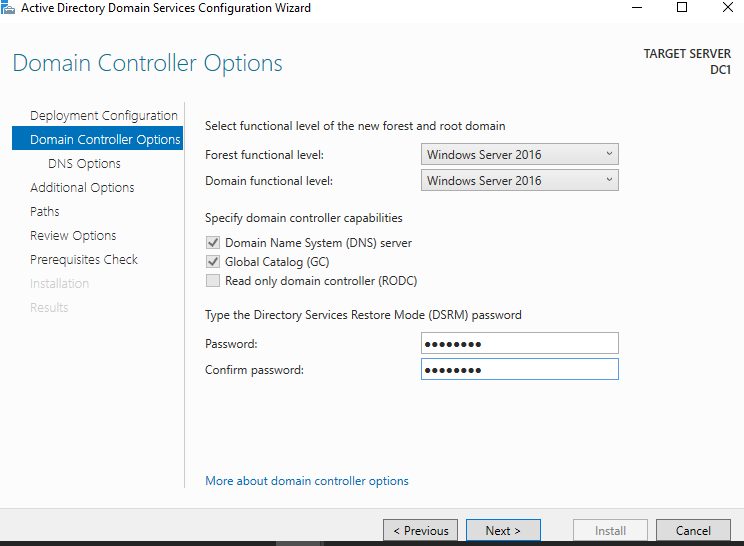 Active Directory Domain Services Configuration Wizard
Domain Controller Options
TARGET SERVER
DC1
Deployment Configuration
Domain Controller Options
DNS Options
Additional Options
Paths
Review Options
Prerequisites Check
Installation
Results
Select functional level of the new forest and root domain
Forest functional level: Windows Server 2016
Domain functional level: Windows Server 2016
Specify domain controller capabilities
Domain Name System (DNS) server
Global Catalog (GC)
Read only domain controller (RODC)
Type the Directory Services Restore Mode (DSRM) password
Password: ●●●●●●●●
Confirm password: ●●●●●●●●
More about domain controller options
< Previous Next > Install Cancel